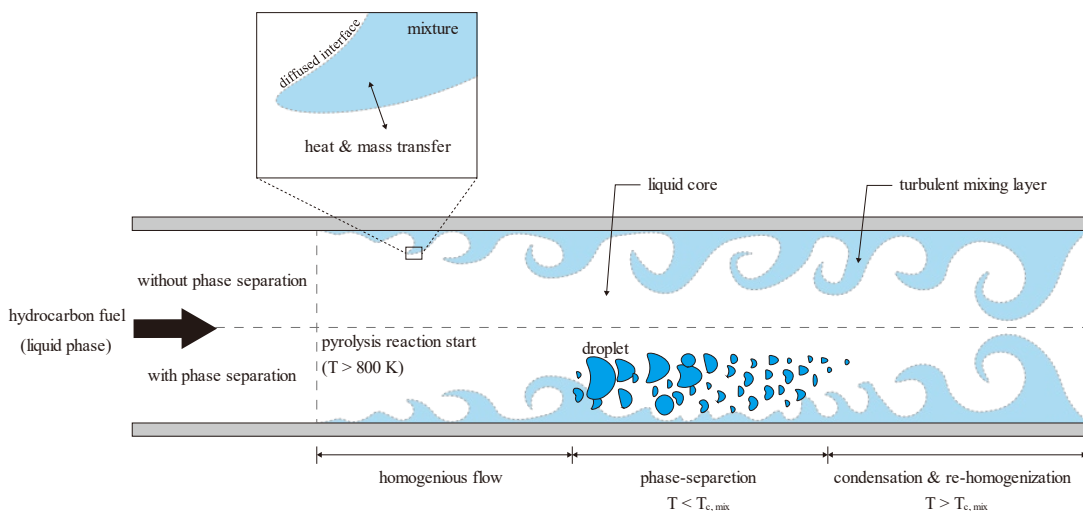 mixture
diffused interface
heat & mass transfer
liquid core
turbulent mixing layer
without phase separation
hydrocarbon fuel
(liquid phase)
pyrolysis reaction start
(T > 800 K)
droplet
with phase separation
homogenious flow
phase-separetion
T < Tc, mix
condensation & re-homogenization
T > Tc, mix